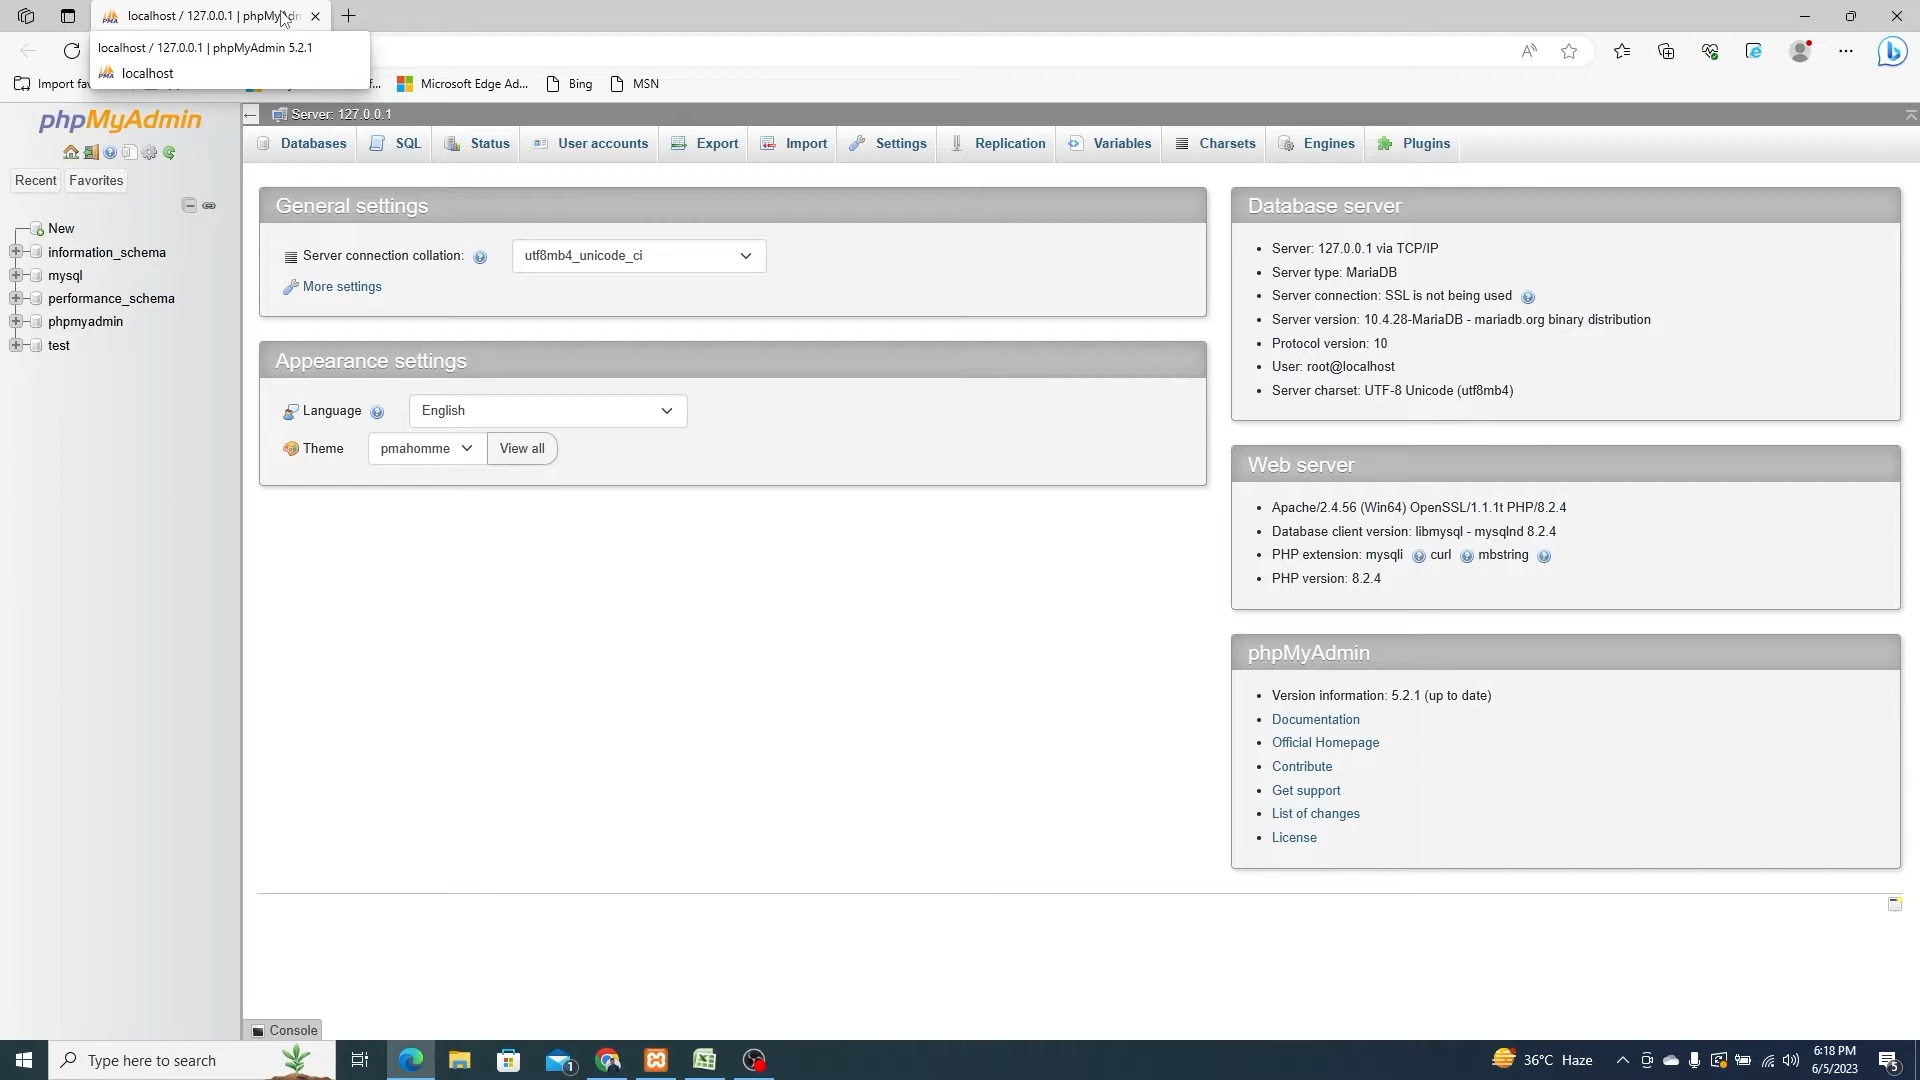 localhost / 127.0.0.1 | phpMyAdm
localhost / 127.0.0.1 | phpMyAdmin 5.2.1
localhost
Import fav
Microsoft Edge Ad...
Bing
MSN
phpMyAdmin
Recent
Favorites
New
information_schema
mysql
performance_schema
phpmyadmin
test
Server: 127.0.0.1
Databases
SQL
Status
User accounts
Export
Import
Settings
Replication
Variables
Charsets
Engines
Plugins
General settings
Server connection collation:
utf8mb4_unicode_ci
More settings
Appearance settings
Language
English
Theme
pmahomme
View all
Database server
Server: 127.0.0.1 via TCP/IP
Server type: MariaDB
Server connection: SSL is not being used
Server version: 10.4.28-MariaDB - mariadb.org binary distribution
Protocol version: 10
User: root@localhost
Server charset: UTF-8 Unicode (utf8mb4)
Web server
Apache/2.4.56 (Win64) OpenSSL/1.1.1t PHP/8.2.4
Database client version: libmysql - mysqlnd 8.2.4
PHP extension: mysqli curl mbstring
PHP version: 8.2.4
phpMyAdmin
Version information: 5.2.1 (up to date)
Documentation
Official Homepage
Contribute
Get support
List of changes
License
Console
Type here to search
1
36°C Haze
6:18 PM
6/5/2023
5